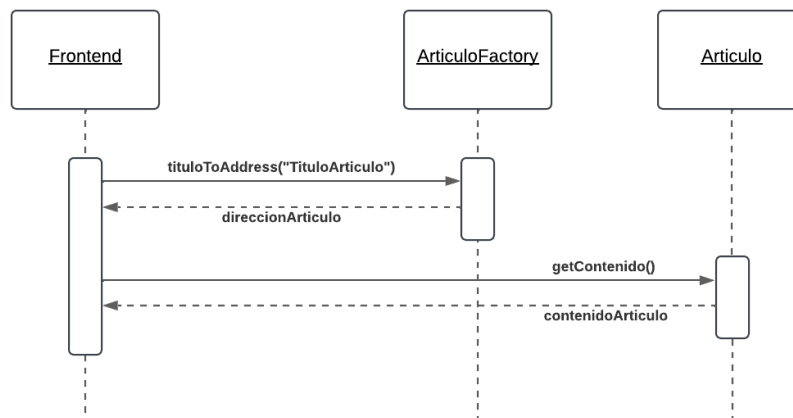 Frontend
ArticuloFactory
Articulo
tituloToAddress("TituloArticulo")
direccionArticulo
getContenido()
contenidoArticulo